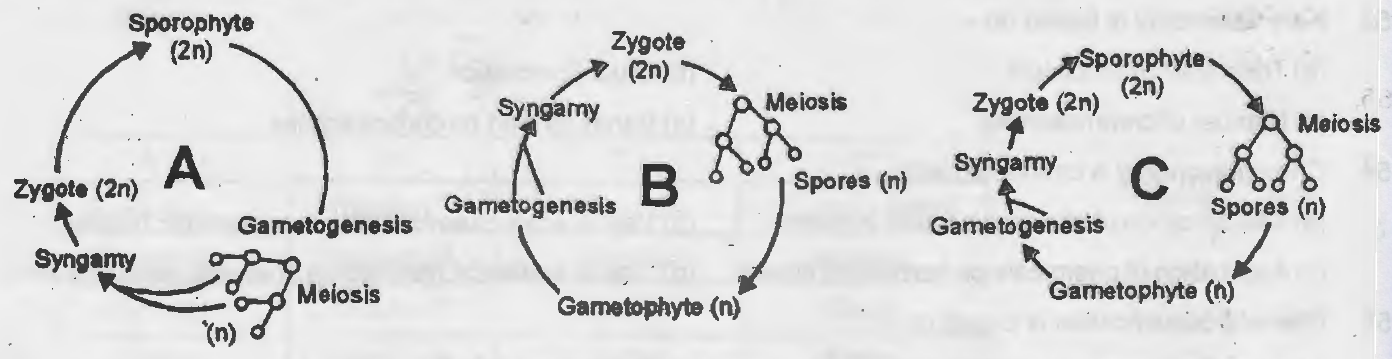 Sporophyte
(2n)
Zygote (2n)
A
Gametogenesis
Syngamy
Meiosis
(n)
Zygote
(2n)
Syngamy
Meiosis
B
Spores (n)
Gametogenesis
Gametophyte (n)
Sporophyte
(2n)
Zygote (2n)
Meiosis
Syngamy
C
Spores (n)
Gametogenesis
Gametophyte (n)